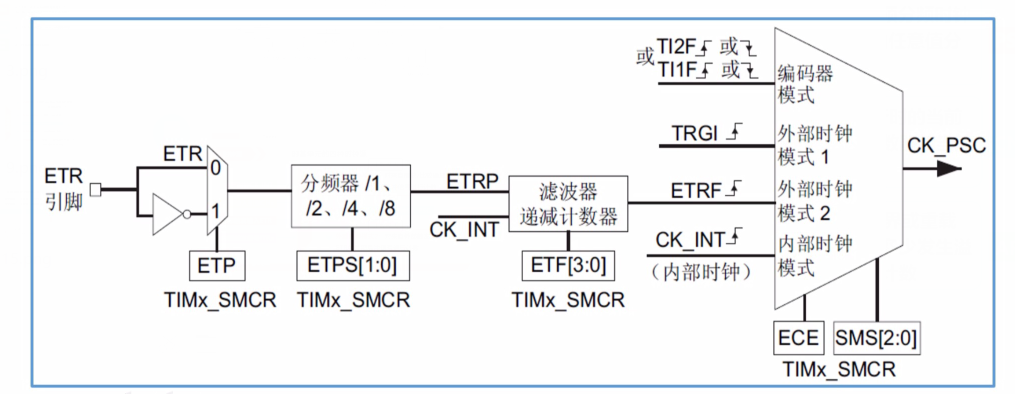 或 TI2F 或
TI1F 或
编码器
模式
TRGI
外部时钟
模式 1
CK_PSC
ETR
引脚
ETR
0
1
分频器 /1、
/2、/4、/8
ETRP
CK_INT
滤波器
递减计数器
ETRF
外部时钟
模式 2
CK_INT
（内部时钟）
内部时钟
模式
ETP
TIMx_SMCR
ETPS[1:0]
TIMx_SMCR
ETF[3:0]
TIMx_SMCR
ECE
SMS[2:0]
TIMx_SMCR